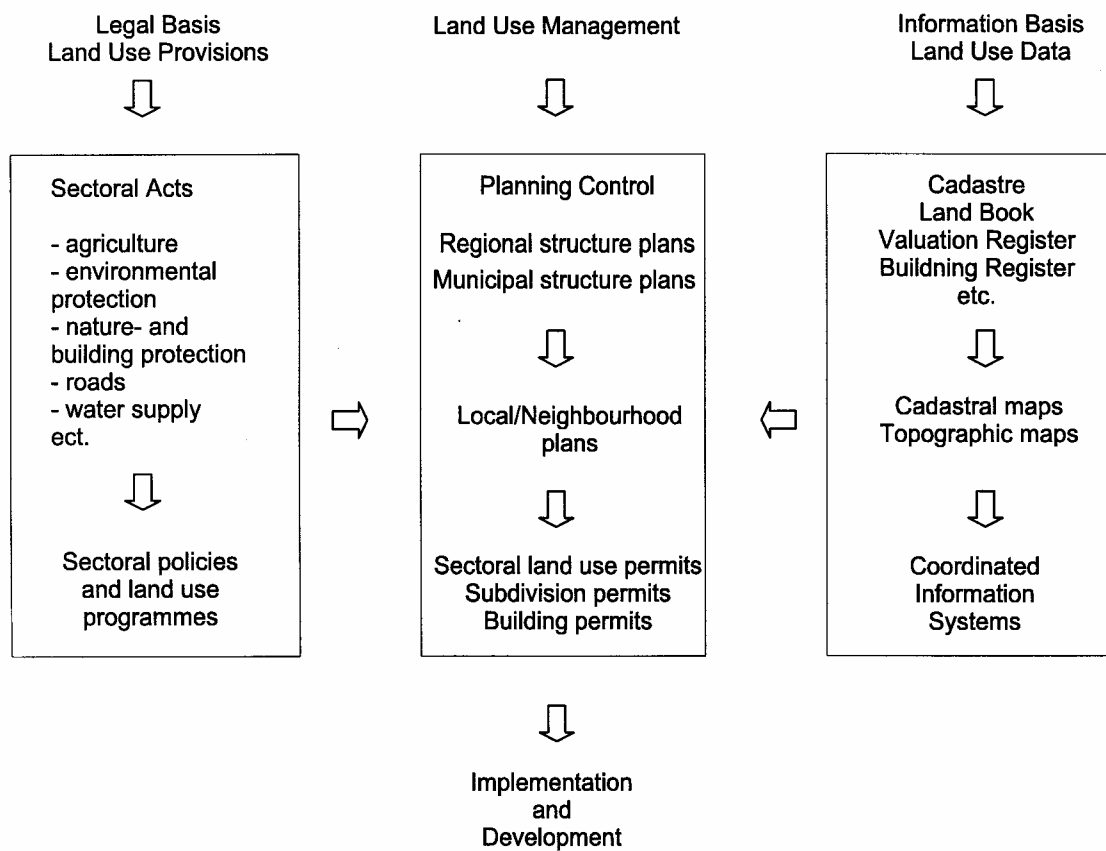 Legal Basis
Land Use Provisions
Sectoral Acts
- agriculture
- environmental
protection
- nature- and
building protection
- roads
- water supply
ect.
Sectoral policies
and land use
programmes
Land Use Management
Planning Control
Regional structure plans
Municipal structure plans
Local/Neighbourhood
plans
Sectoral land use permits
Subdivision permits
Building permits
Implementation
and
Development
Information Basis
Land Use Data
Cadastre
Land Book
Valuation Register
Buildning Register
etc.
Cadastral maps
Topographic maps
Coordinated
Information
Systems